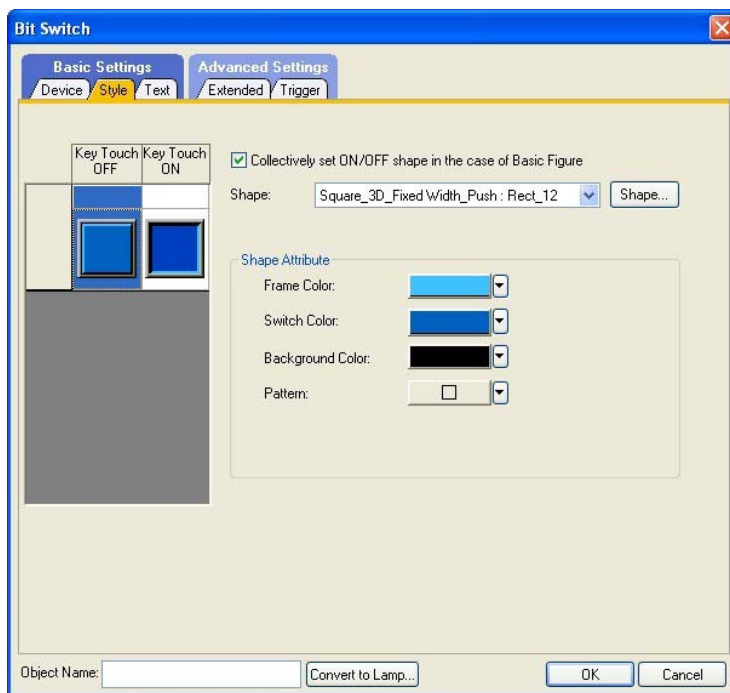 Bit Switch
Basic Settings
Advanced Settings
Device
Style
Text
Extended
Trigger
Key Touch OFF
Key Touch ON
Collectively set ON/OFF shape in the case of Basic Figure
Shape:
Square_3D_Fixed Width_Push : Rect_12
Shape...
Shape Attribute
Frame Color:
Switch Color:
Background Color:
Pattern:
Object Name:
Convert to Lamp...
OK
Cancel